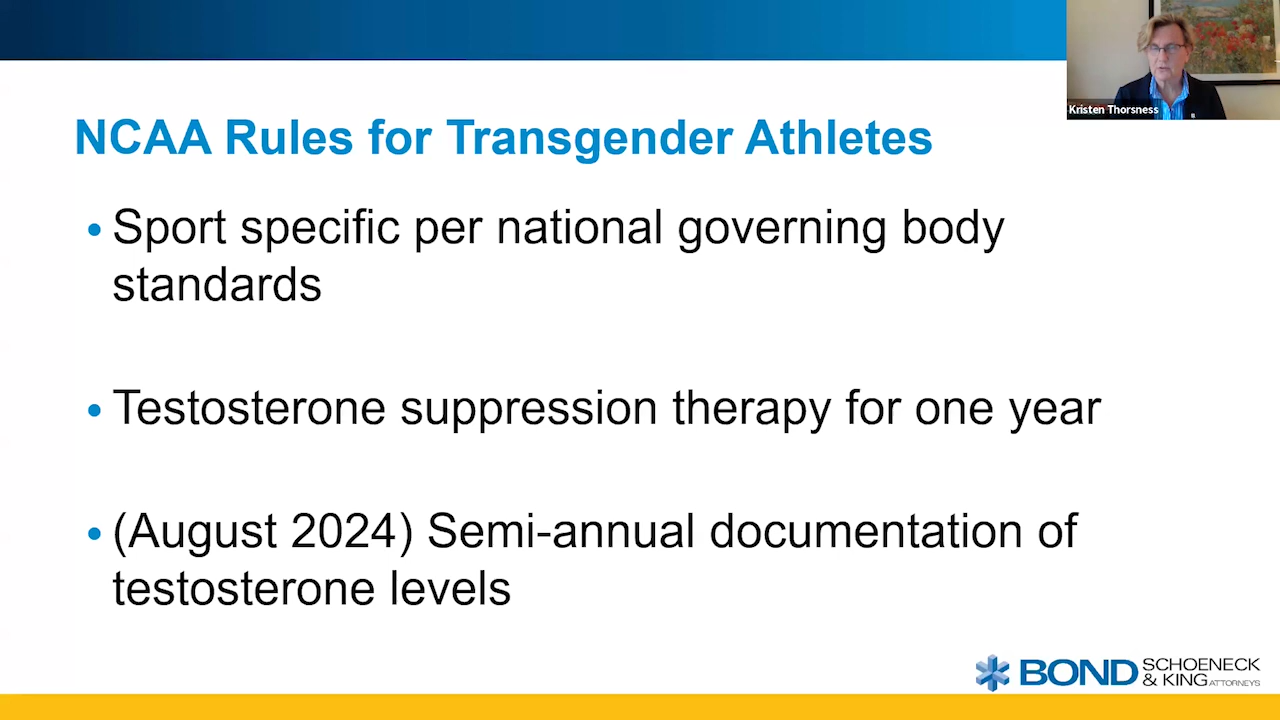 Kristen Thorsness
NCAA Rules for Transgender Athletes
• Sport specific per national governing body
standards
• Testosterone suppression therapy for one year
• (August 2024) Semi-annual documentation of
testosterone levels
BOND SCHOENECK
& KING ATTORNEYS